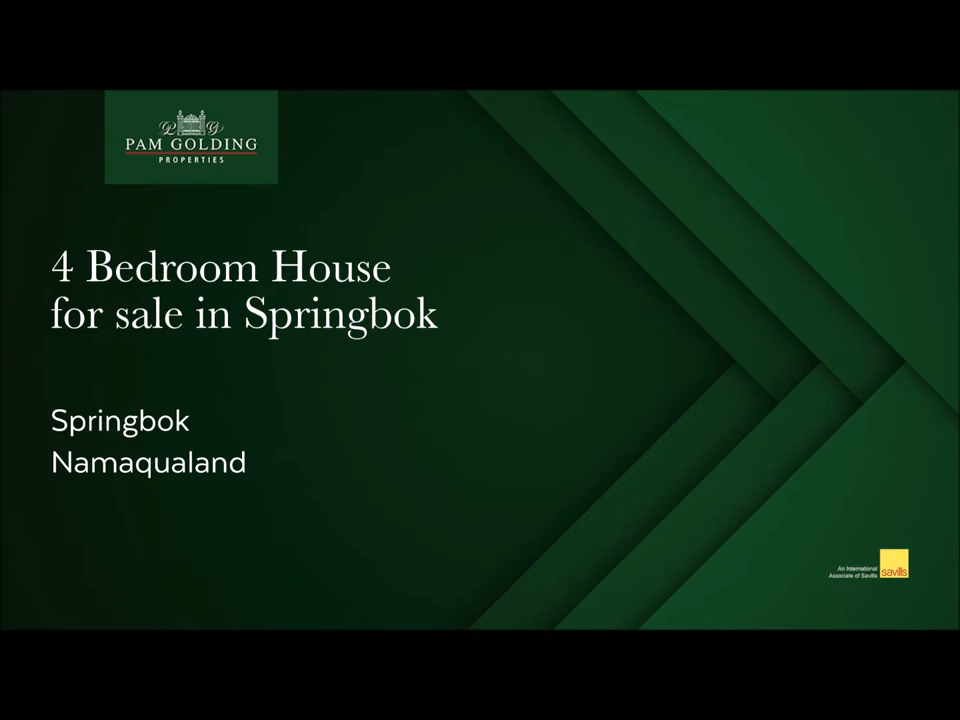 PAM GOLDING
PROPERTIES
4 Bedroom House
for sale in Springbok
Springbok
Namaqualand
An International
Associate of Savills
savills